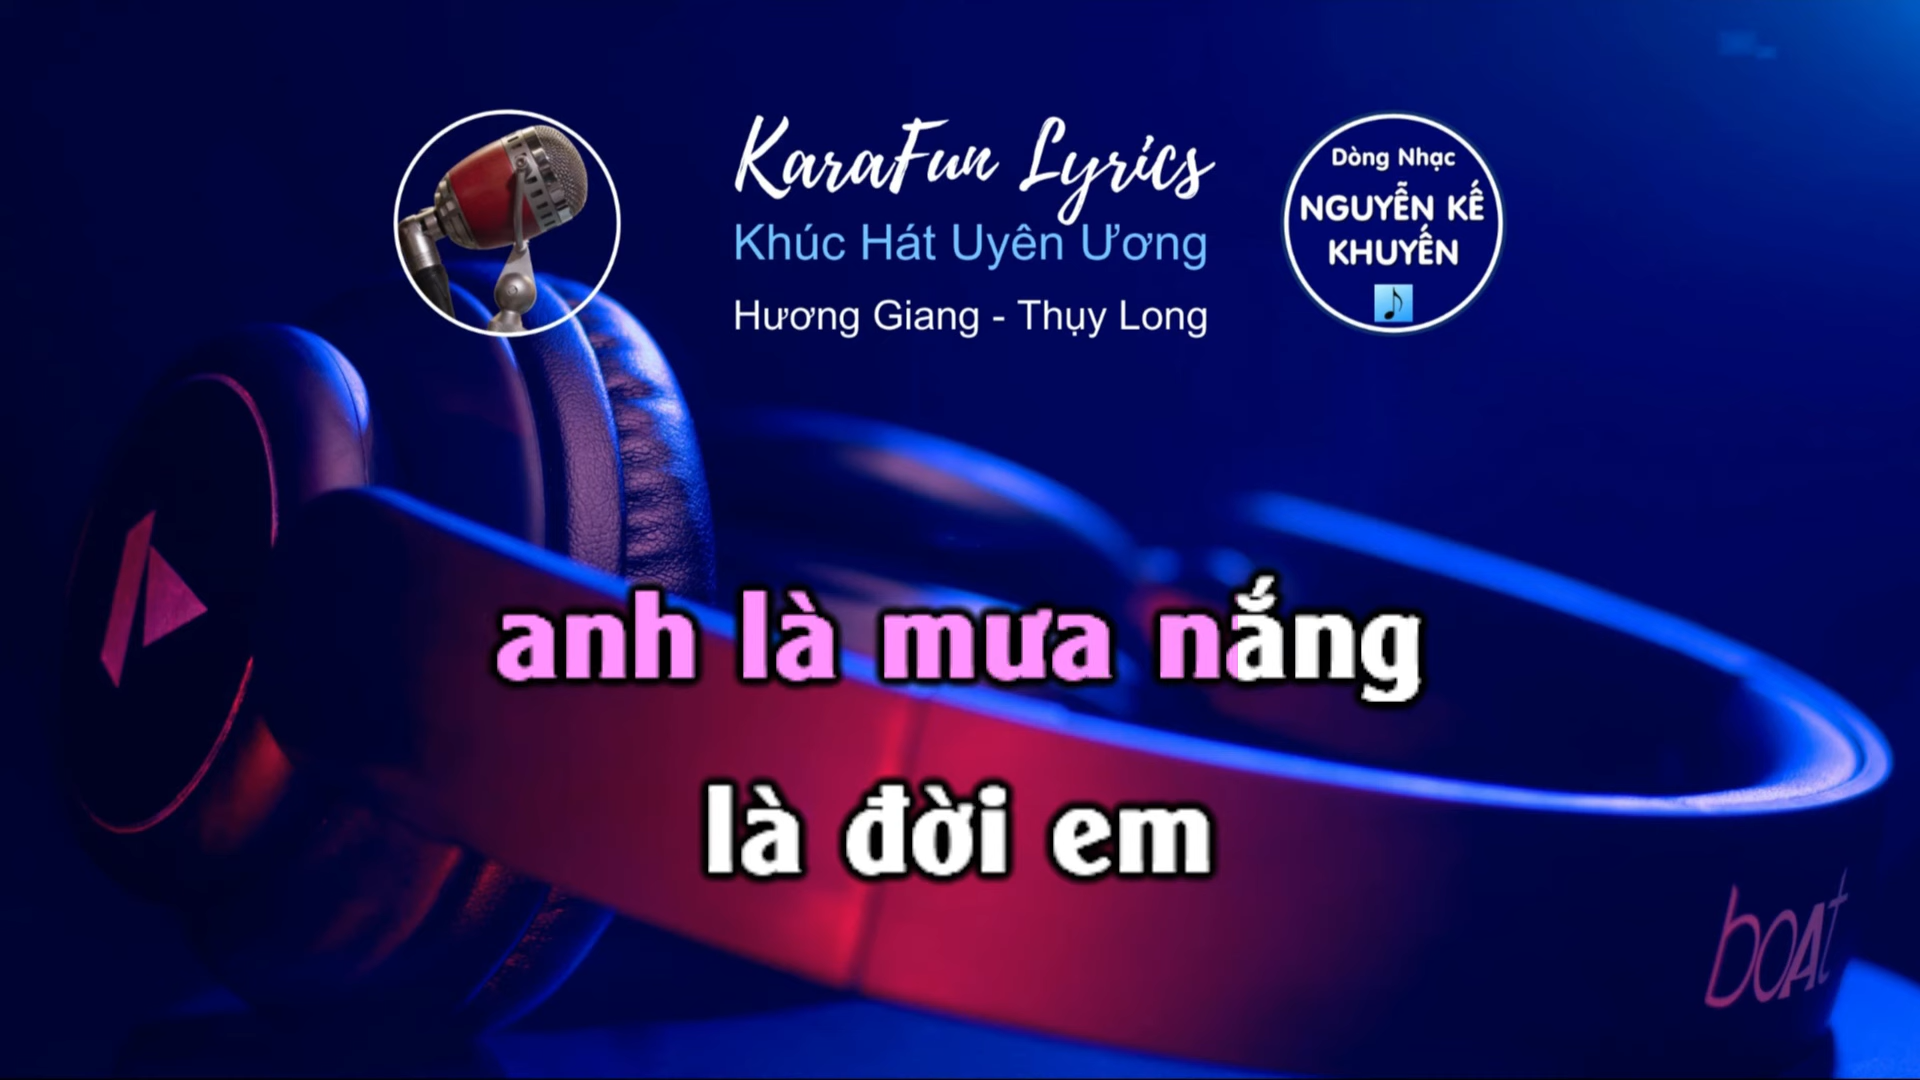 KaraFun Lyrics
Khúc Hát Uyên Ương
Hương Giang - Thụy Long
Dòng Nhạc
NGUYỄN KẾ
KHUYẾN
anh là mưa nắng
là đời em
boAt